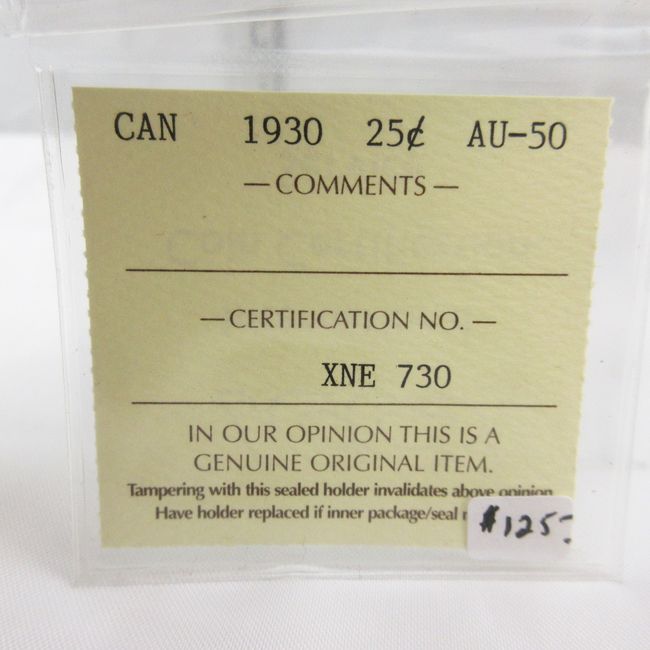 CAN 1930 25¢ AU-50
— COMMENTS —
— CERTIFICATION NO. —
XNE 730
IN OUR OPINION THIS IS A
GENUINE ORIGINAL ITEM.
Tampering with this sealed holder invalidates above opinion
Have holder replaced if inner package/seal
$125-